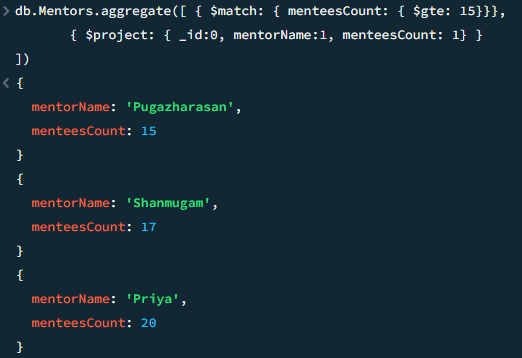 > db.Mentors.aggregate([ { $match: { menteesCount: { $gte: 15}}},
{ $project: { _id:0, mentorName:1, menteesCount: 1} }
])
< {
mentorName: 'Pugazharasan',
menteesCount: 15
}
{
mentorName: 'Shanmugam',
menteesCount: 17
}
{
mentorName: 'Priya',
menteesCount: 20
}